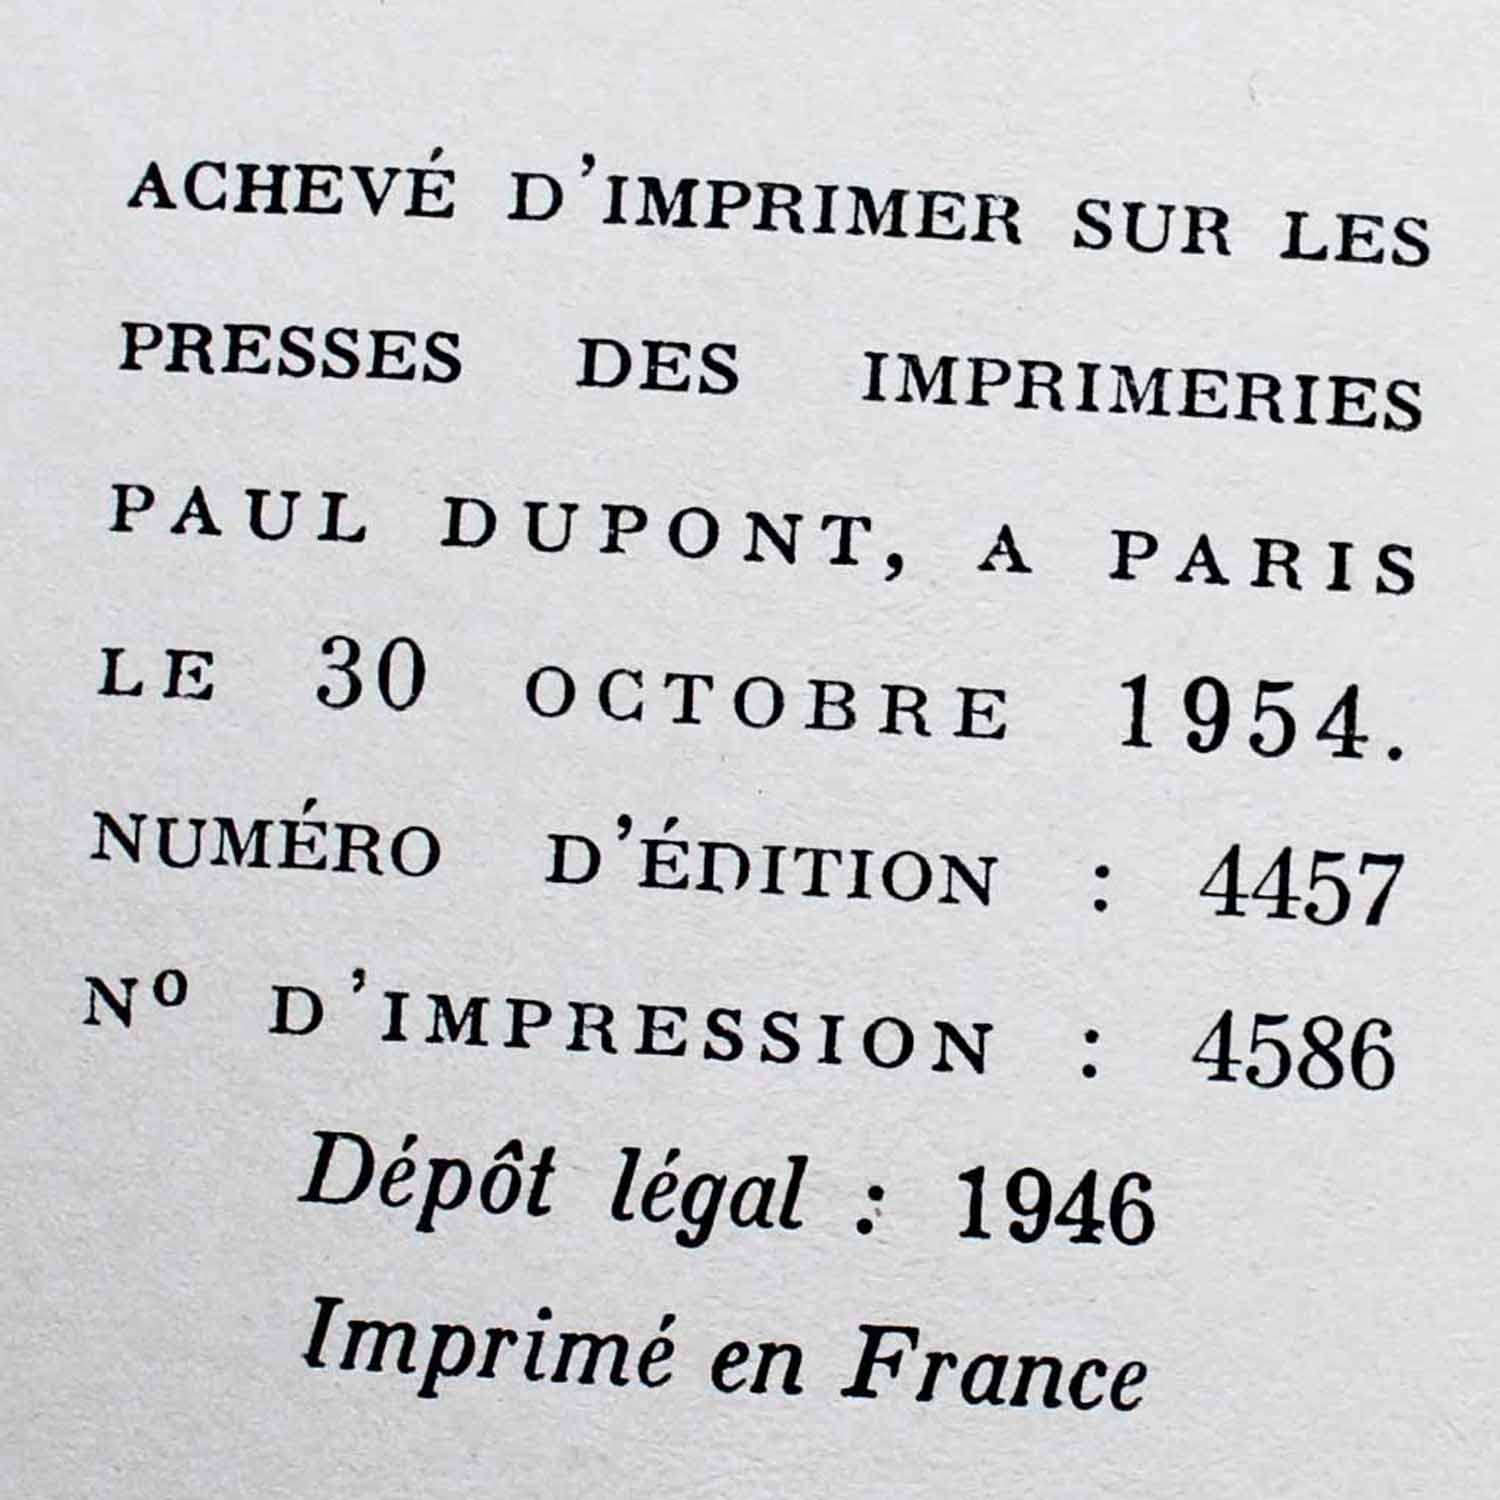 ACHEVÉ D'IMPRIMER SUR LES
PRESSES DES IMPRIMERIES
PAUL DUPONT, A PARIS
LE 30 OCTOBRE 1954.
NUMÉRO D'ÉDITION : 4457
Nº D'IMPRESSION : 4586
Dépôt légal : 1946
Imprimé en France